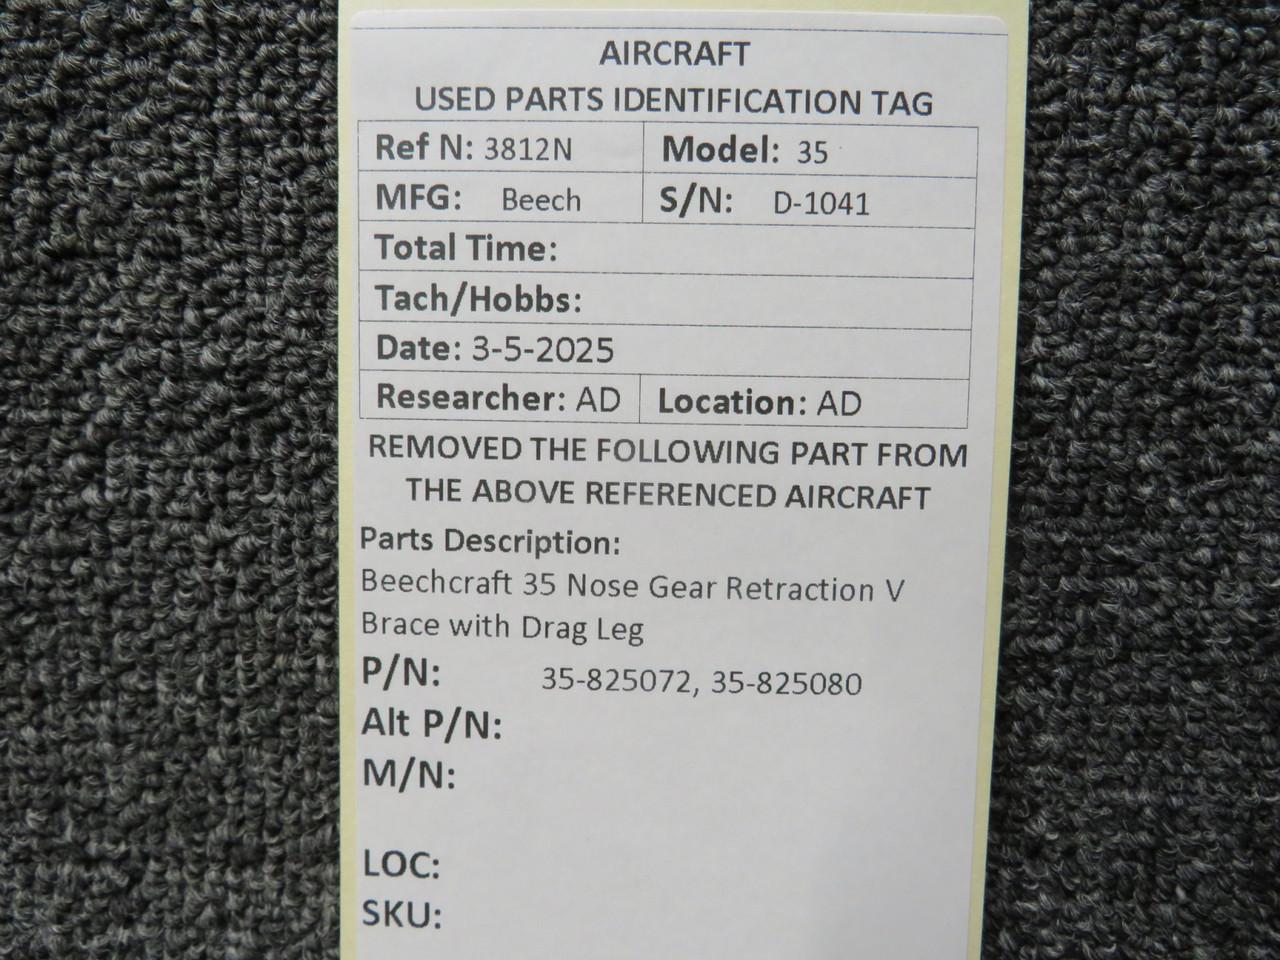 AIRCRAFT
USED PARTS IDENTIFICATION TAG
Ref N: 3812N Model: 35
MFG: Beech S/N: D-1041
Total Time:
Tach/Hobbs:
Date: 3-5-2025
Researcher: AD Location: AD
REMOVED THE FOLLOWING PART FROM
THE ABOVE REFERENCED AIRCRAFT
Parts Description:
Beechcraft 35 Nose Gear Retraction V
Brace with Drag Leg
P/N: 35-825072, 35-825080
Alt P/N:
M/N:
LOC:
SKU: